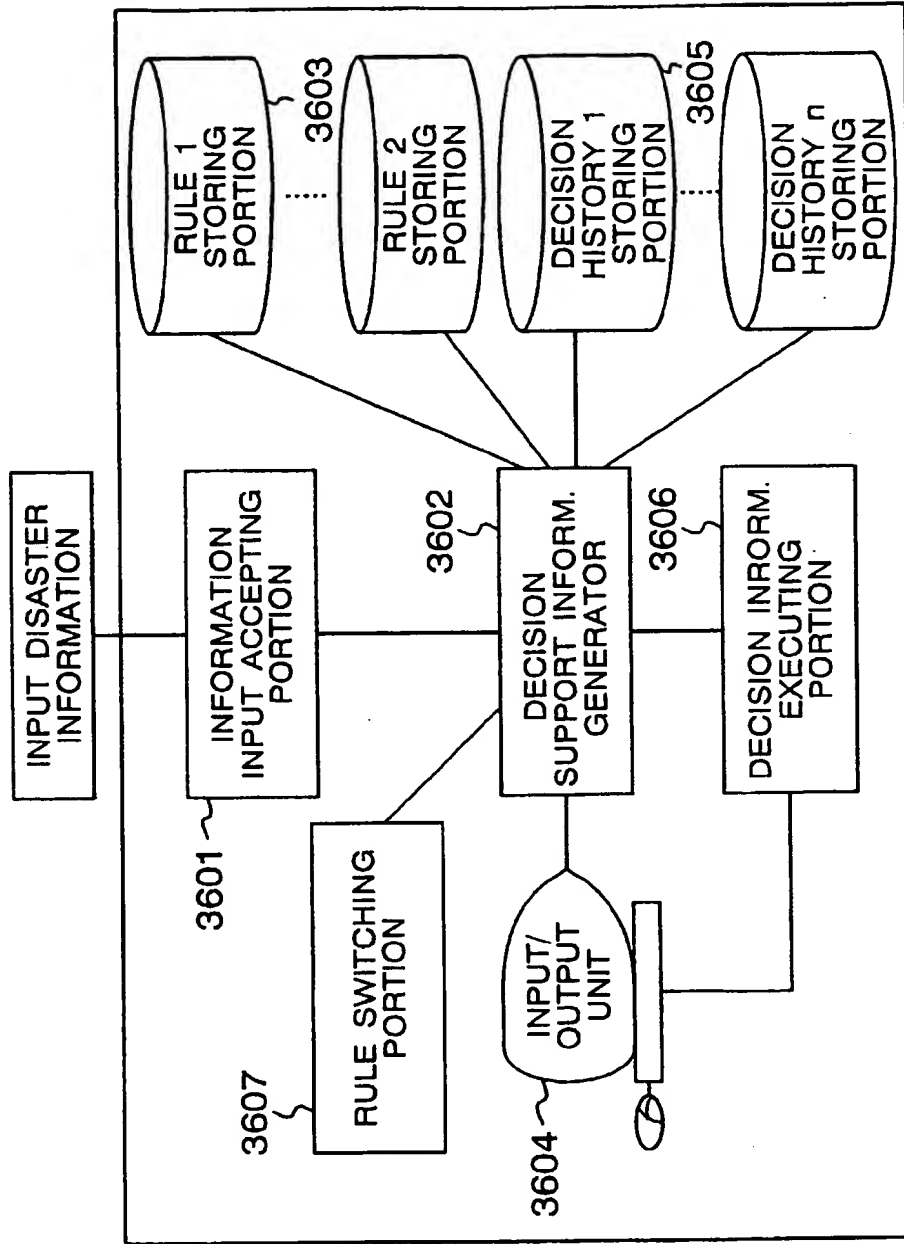 INPUT DISASTER
INFORMATION
3601
INFORMATION
INPUT ACCEPTING
PORTION
3607
RULE SWITCHING
PORTION
3602
DECISION
SUPPORT INFORM.
GENERATOR
3604
INPUT/
OUTPUT
UNIT
3606
DECISION INRORM.
EXECUTING
PORTION
RULE 1
STORING
PORTION
3603
RULE 2
STORING
PORTION
DECISION
HISTORY 1
STORING
PORTION
3605
DECISION
HISTORY n
STORING
PORTION